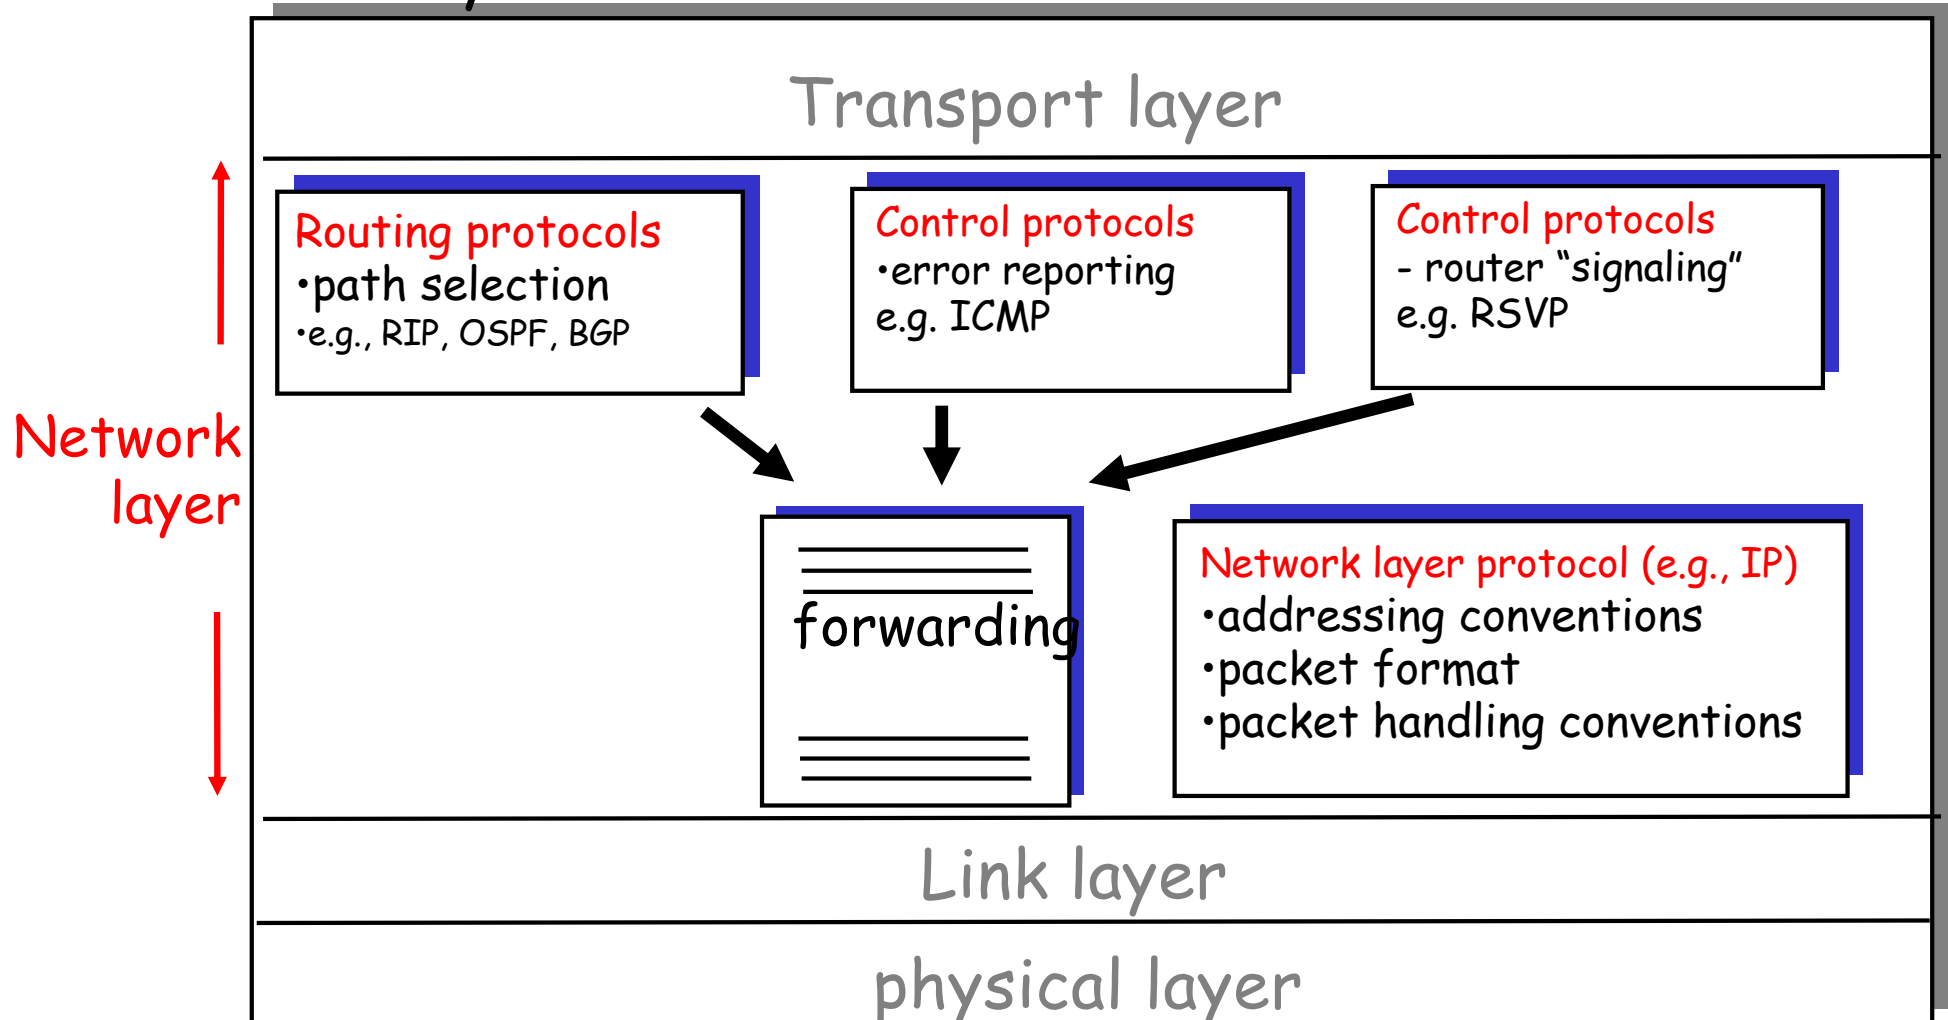 Transport layer
Routing protocols
•path selection
•e.g., RIP, OSPF, BGP
Control protocols
•error reporting
e.g. ICMP
Control protocols
- router “signaling”
e.g. RSVP
Network
layer
forwarding
Network layer protocol (e.g., IP)
•addressing conventions
•packet format
•packet handling conventions
Link layer
physical layer